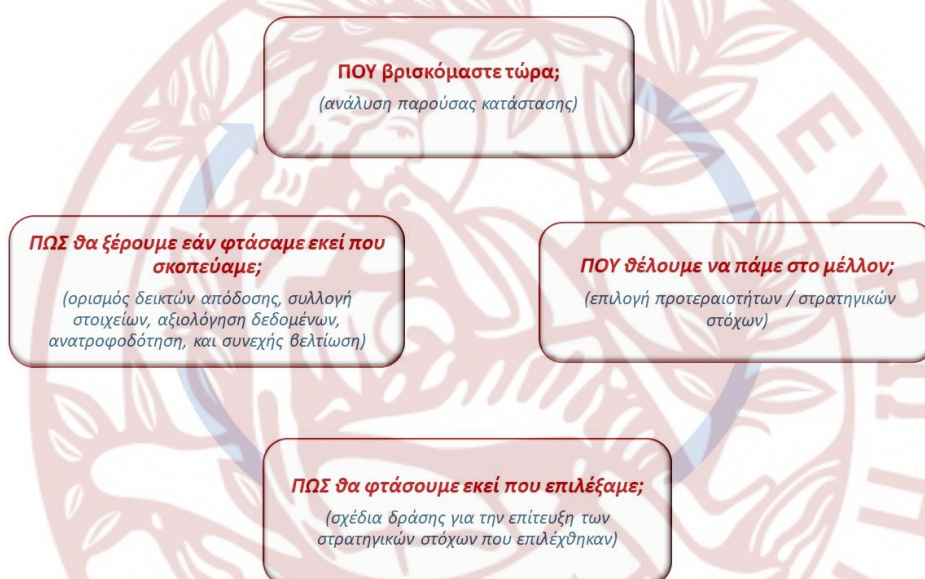 ΠΟΥ βρισκόμαστε τώρα;
(ανάλυση παρούσας κατάστασης)
ΠΟΥ θέλουμε να πάμε στο μέλλον;
(επιλογή προτεραιοτήτων / στρατηγικών
στόχων)
ΠΩΣ θα φτάσουμε εκεί που επιλέξαμε;
(σχέδια δράσης για την επίτευξη των
στρατηγικών στόχων που επιλέχθηκαν)
ΠΩΣ θα ξέρουμε εάν φτάσαμε εκεί που
σκοπεύαμε;
(ορισμός δεικτών απόδοσης, συλλογή
στοιχείων, αξιολόγηση δεδομένων,
ανατροφοδότηση, και συνεχής βελτίωση)